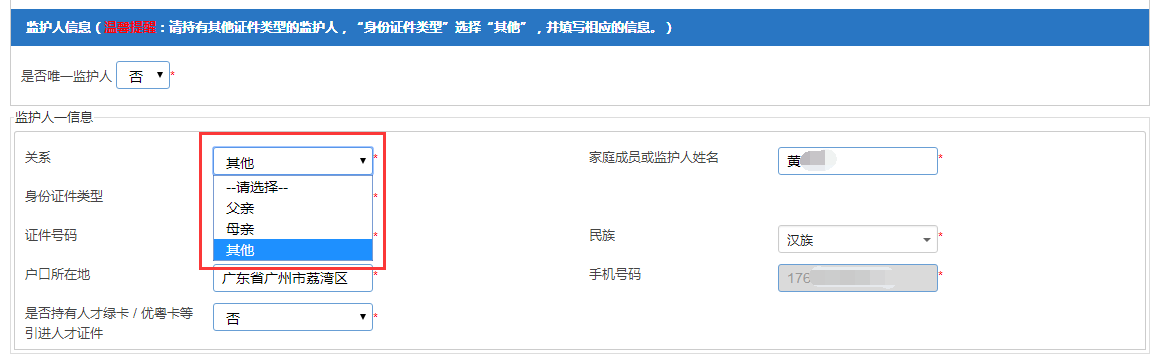 监护人信息（温馨提醒：请持有其他证件类型的监护人，“身份证件类型”选择“其他”，并填写相应的信息。）
是否唯一监护人 否 *
监护人一信息
关系 其他 * 家庭成员或监护人姓名 黄 *
--请选择--
身份证件类型 *
父亲
母亲
证件号码 * 民族 汉族 *
其他
户口所在地 广东省广州市荔湾区 * 手机号码 176 *
是否持有人才绿卡 / 优粤卡等 否 *
引进人才证件